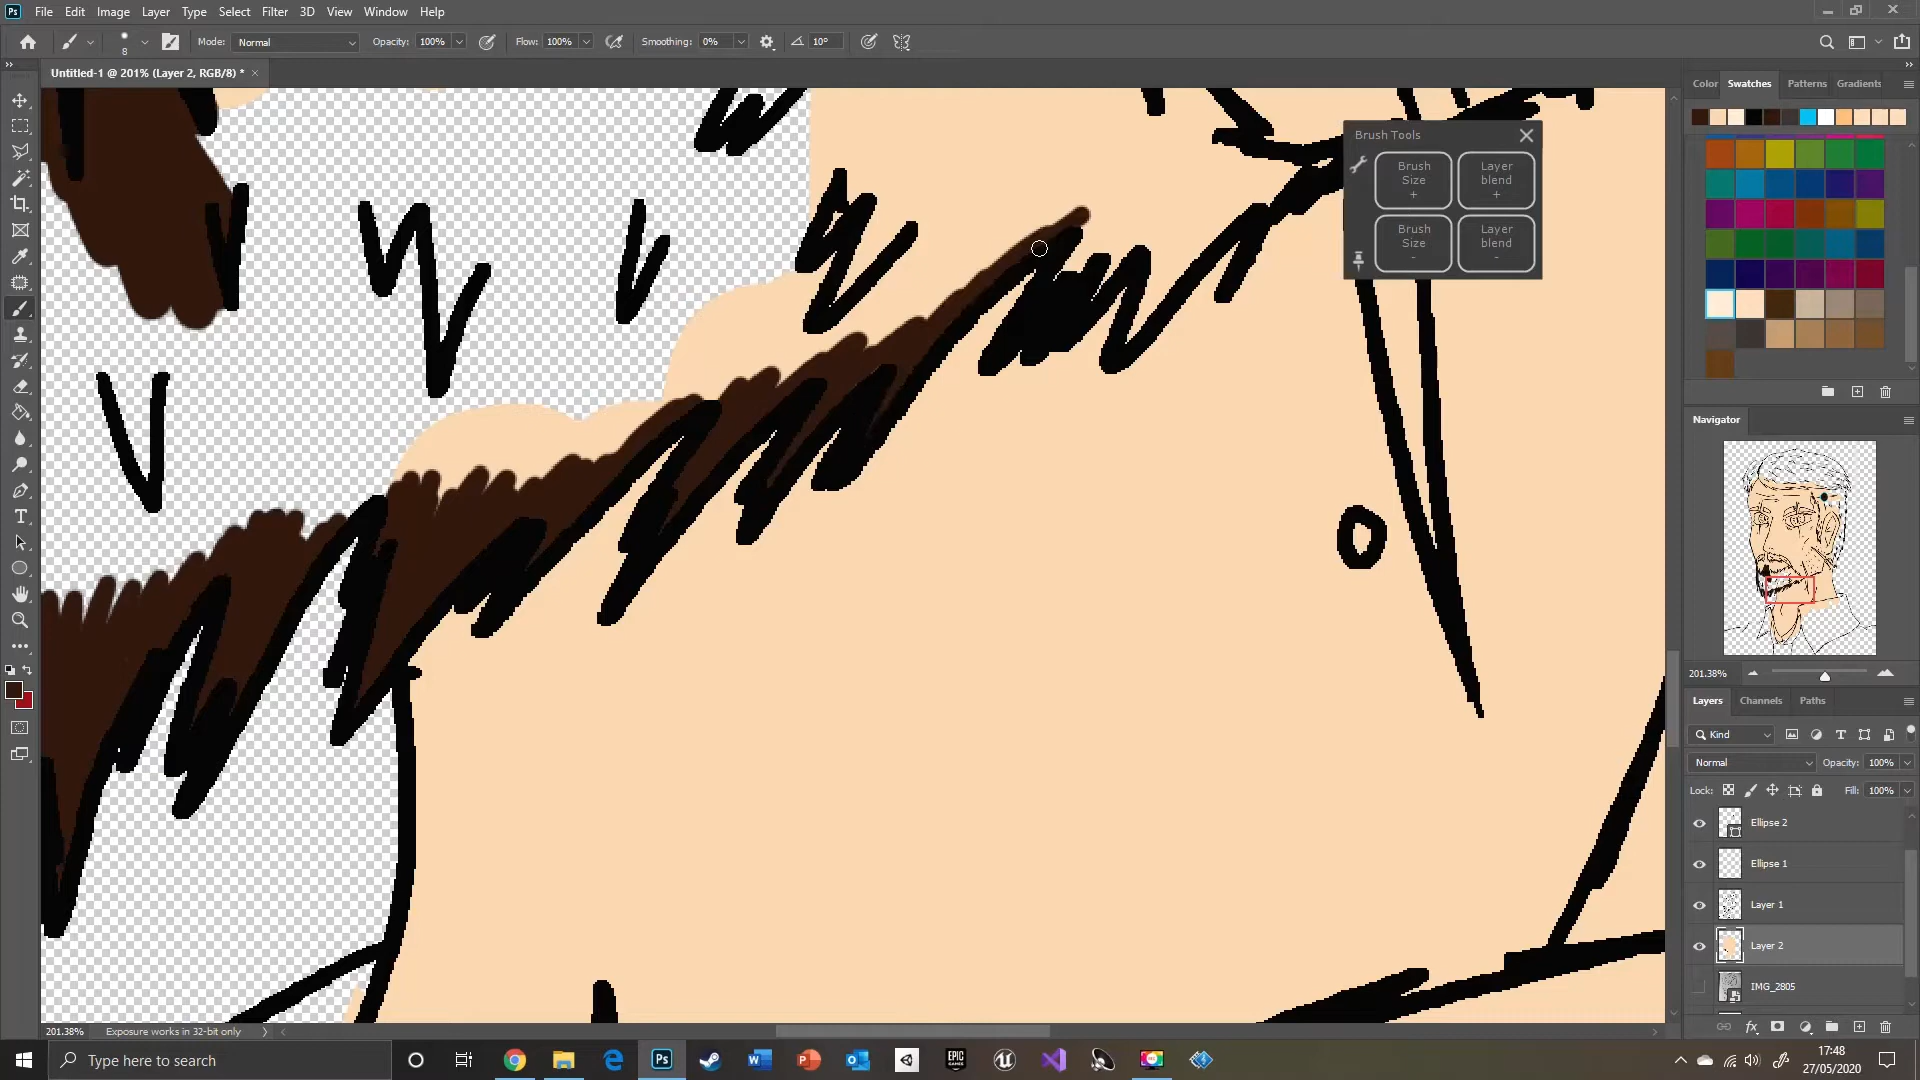 Ps File Edit Image Layer Type Select Filter 3D View Window Help
8 Mode: Normal Opacity: 100% Flow: 100% Smoothing: 0% 10°
Untitled-1 @ 201% (Layer 2, RGB/8) *
Color Swatches Patterns Gradients
Brush Tools
Brush Size +
Layer blend +
Brush Size -
Layer blend -
Navigator
201.38%
Layers Channels Paths
Kind
Normal Opacity: 100%
Lock: Fill: 100%
Ellipse 2
Ellipse 1
Layer 1
Layer 2
IMG_2805
201.38% Exposure works in 32-bit only
Type here to search
17:48
27/05/2020